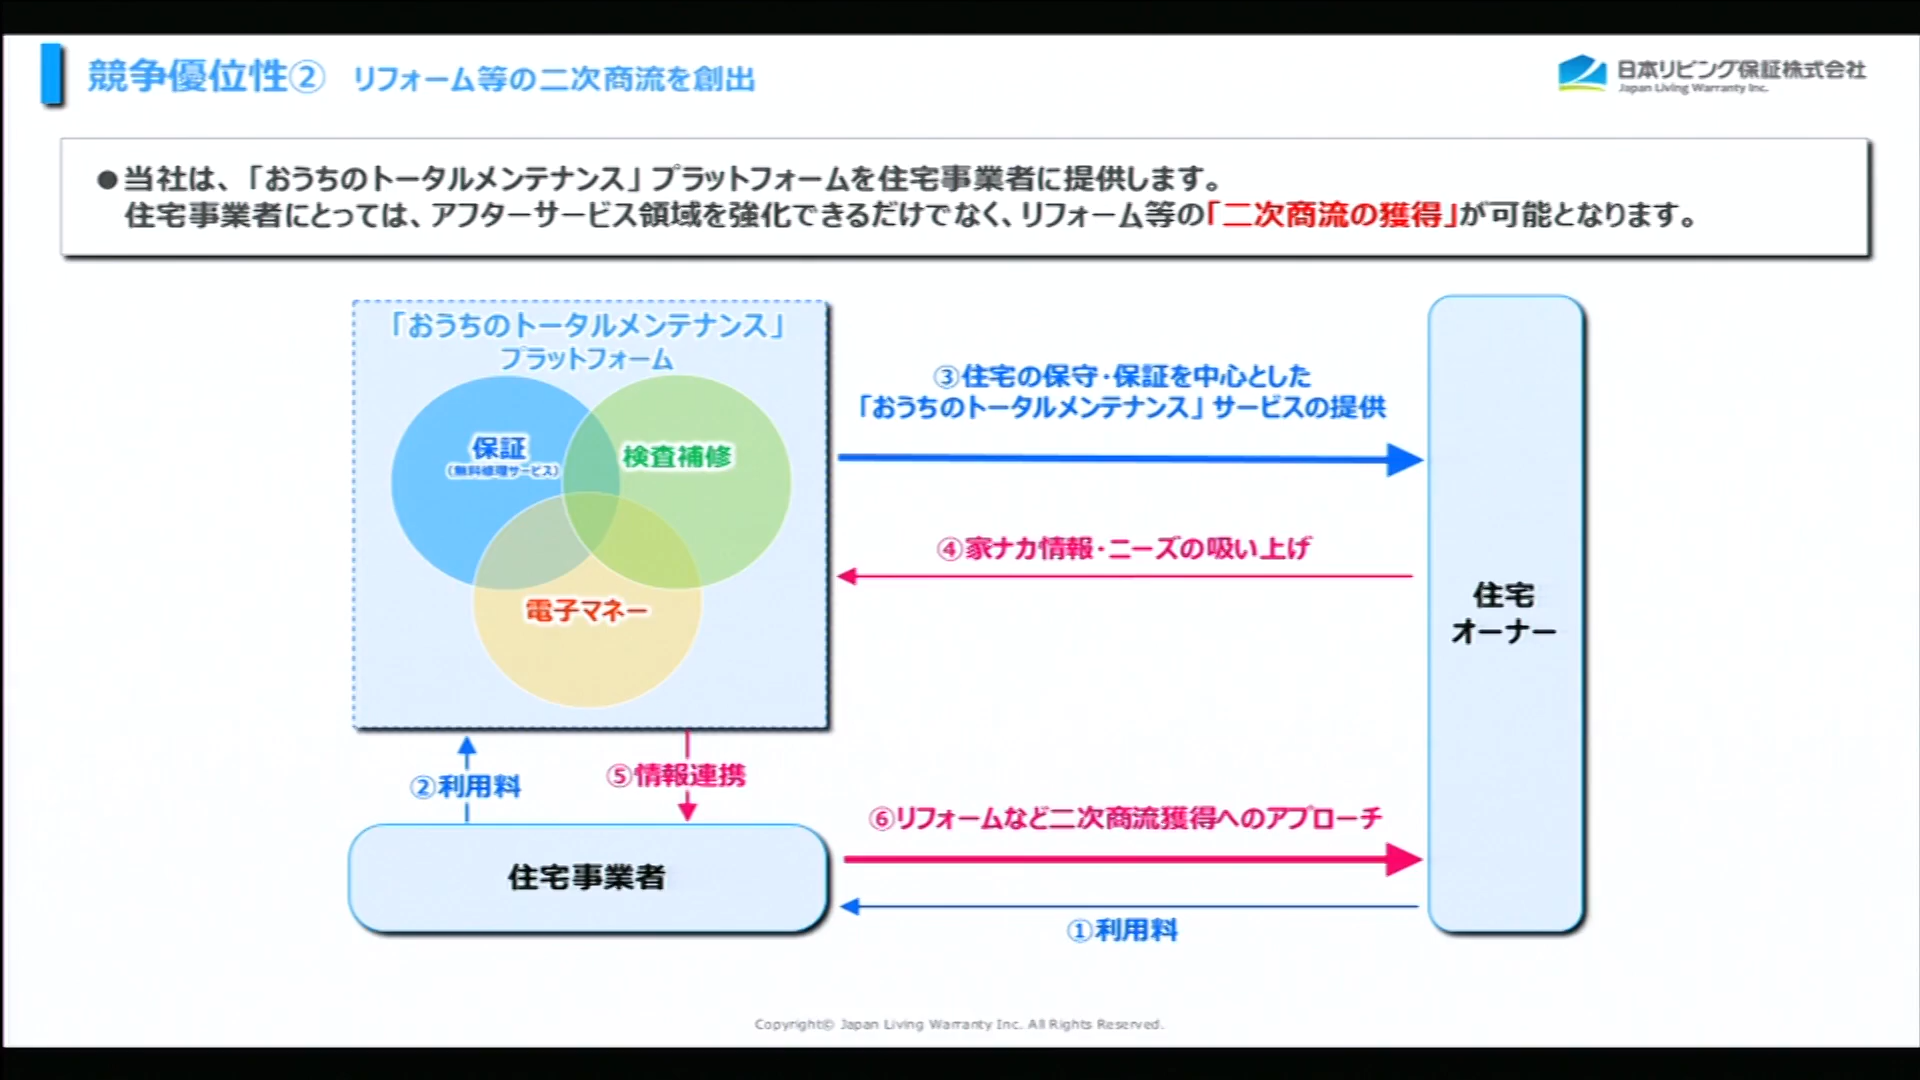 競争優位性② リフォーム等の二次商流を創出
日本リビング保証株式会社
Japan Living Warranty Inc.
●当社は、「おうちのトータルメンテナンス」プラットフォームを住宅事業者に提供します。
住宅事業者にとっては、アフターサービス領域を強化できるだけでなく、リフォーム等の「二次商流の獲得」が可能となります。
「おうちのトータルメンテナンス」
プラットフォーム
保証
（無料修理サービス）
検査補修
電子マネー
③住宅の保守・保証を中心とした
「おうちのトータルメンテナンス」サービスの提供
④家ナカ情報・ニーズの吸い上げ
住宅
オーナー
②利用料
⑤情報連携
⑥リフォームなど二次商流獲得へのアプローチ
住宅事業者
①利用料
Copyright© Japan Living Warranty Inc. All Rights Reserved.